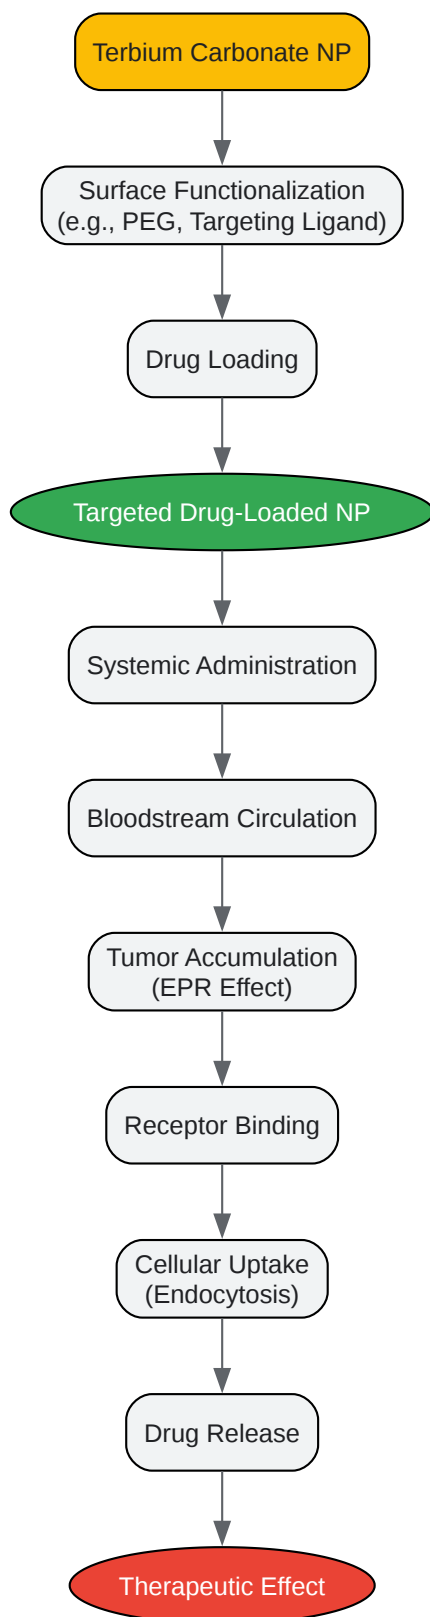 Terbium Carbonate NP
Surface Functionalization
(e.g., PEG, Targeting Ligand)
Drug Loading
Targeted Drug-Loaded NP
Systemic Administration
Bloodstream Circulation
Tumor Accumulation
(EPR Effect)
Receptor Binding
Cellular Uptake
(Endocytosis)
Drug Release
Therapeutic Effect